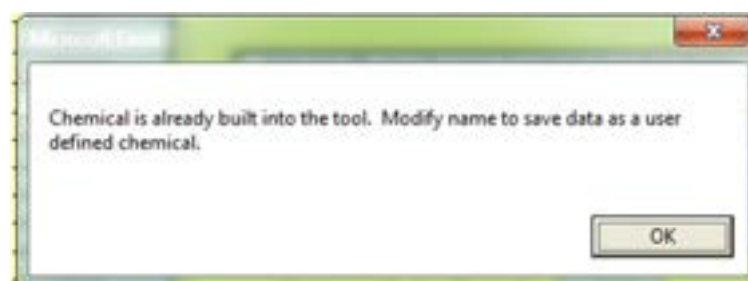 Microsoft Excel
Chemical is already built into the tool. Modify name to save data as a user
defined chemical.
OK